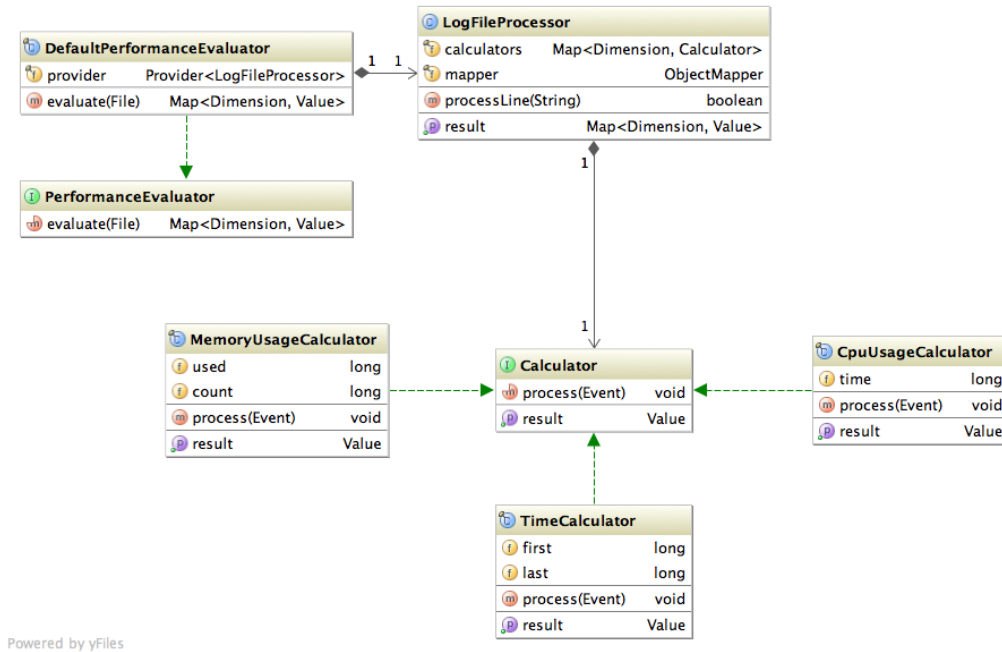 DefaultPerformanceEvaluator
provider Provider<LogFileProcessor>
evaluate(File) Map<Dimension, Value>
1 1
LogFileProcessor
calculators Map<Dimension, Calculator>
mapper ObjectMapper
processLine(String) boolean
result Map<Dimension, Value>
1
PerformanceEvaluator
evaluate(File) Map<Dimension, Value>
1
MemoryUsageCalculator
used long
count long
process(Event) void
result Value
Calculator
process(Event) void
result Value
CpuUsageCalculator
time long
process(Event) void
result Value
TimeCalculator
first long
last long
process(Event) void
result Value
Powered by yFiles